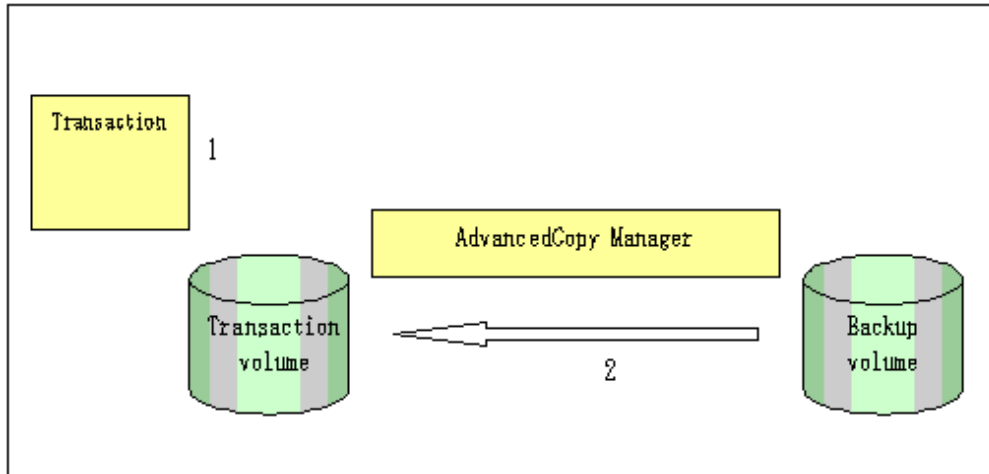 Transaction
1
AdvancedCopy Manager
Transaction
volume
2
Backup
volume